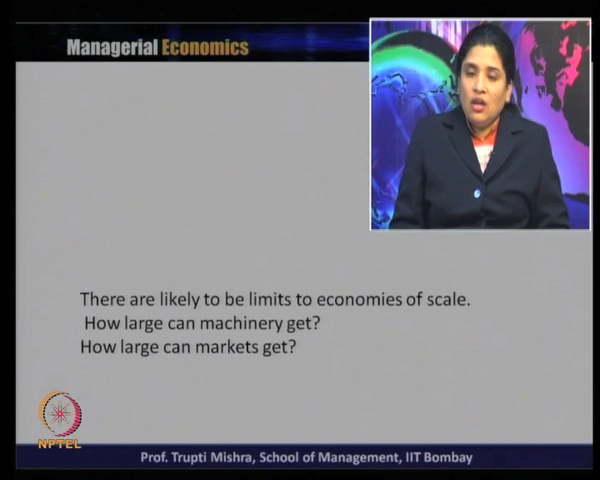 Managerial Economics
There are likely to be limits to economies of scale.
How large can machinery get?
How large can markets get?
NPTEL
Prof. Trupti Mishra, School of Management, IIT Bombay